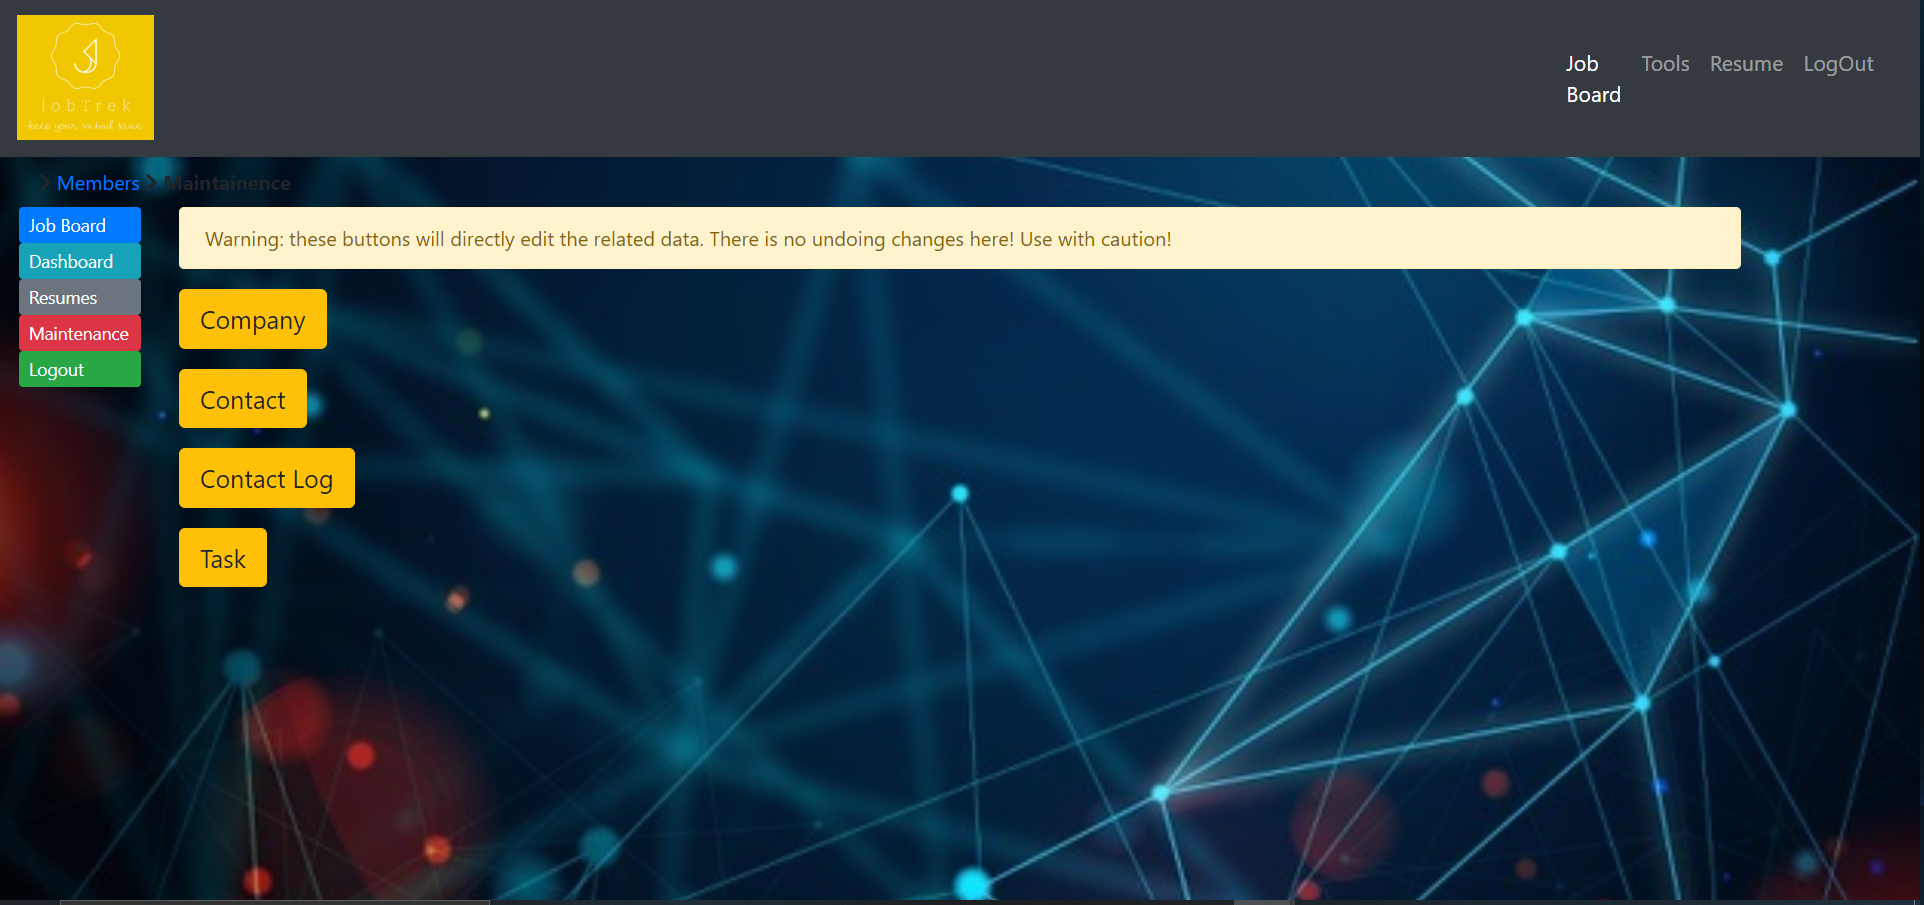 JobTrek
-keep your mind sane-
Job
Board
Tools
Resume
LogOut
Members
Maintainence
Job Board
Dashboard
Resumes
Maintenance
Logout
Warning: these buttons will directly edit the related data. There is no undoing changes here! Use with caution!
Company
Contact
Contact Log
Task